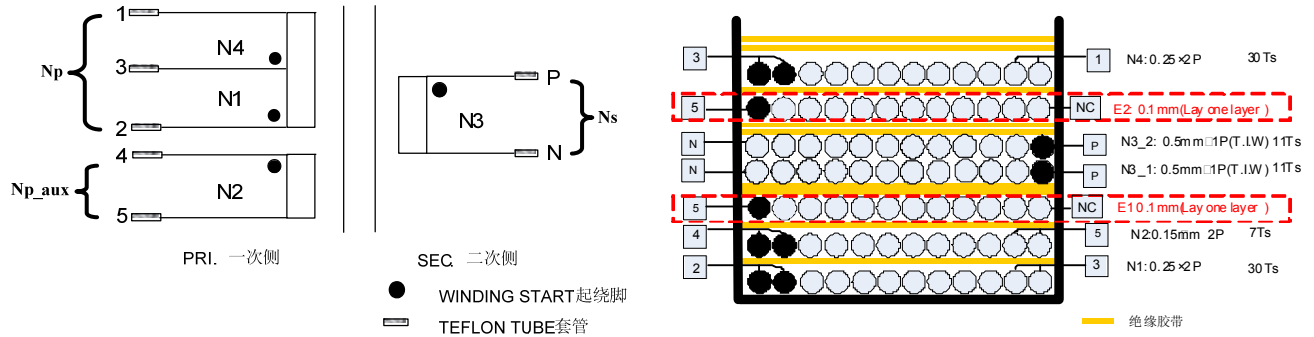 1
N4
Np
3
N1
2
4
Np_aux
N2
5
PRI. 一次侧
P
N3
Ns
N
SEC. 二次侧
WINDING START起绕脚
TEFLON TUBE套管
3
1
N4:0.25×2P 30Ts
5
NC
E2: 0.1mm(Lay one layer )
N
P
N3_2: 0.5mm□1P(T.I.W) 11Ts
N
P
N3_1: 0.5mm□1P(T.I.W) 11Ts
5
NC
E1 0.1mm(Lay one layer )
4
5
N2:0.15mm 2P 7Ts
2
3
N1:0.25×2P 30Ts
绝缘胶带